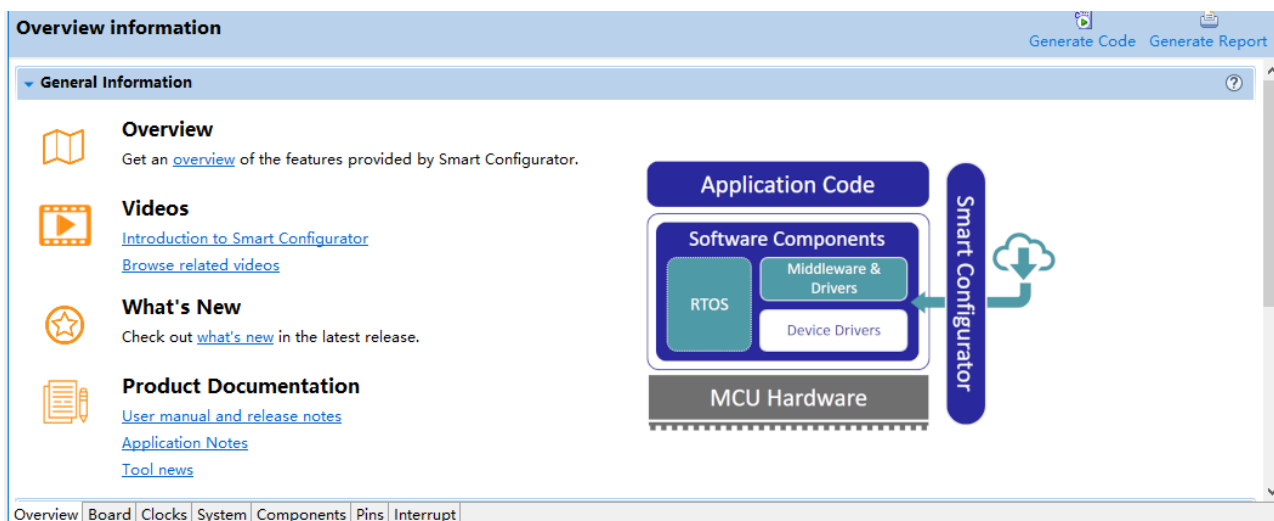 Overview information
Generate Code
Generate Report
General Information
Overview
Get an overview of the features provided by Smart Configurator.
Videos
Introduction to Smart Configurator
Browse related videos
What's New
Check out what's new in the latest release.
Product Documentation
User manual and release notes
Application Notes
Tool news
Application Code
Software Components
RTOS
Middleware &
Drivers
Device Drivers
MCU Hardware
Smart Configurator
Overview Board Clocks System Components Pins Interrupt